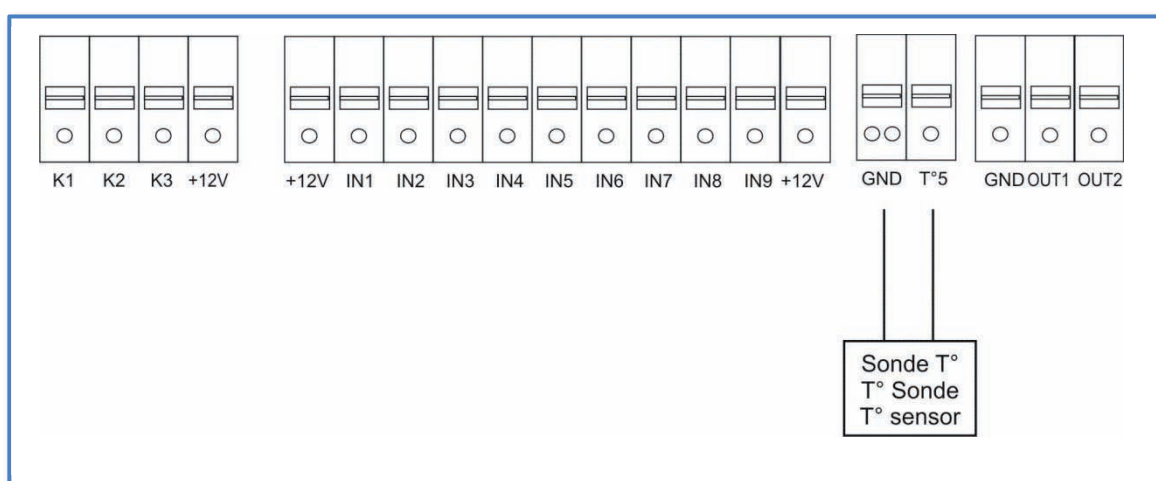 K1 K2 K3 +12V +12V IN1 IN2 IN3 IN4 IN5 IN6 IN7 IN8 IN9 +12V GND T°5 GND OUT1 OUT2
Sonde T°
T° Sonde
T° sensor